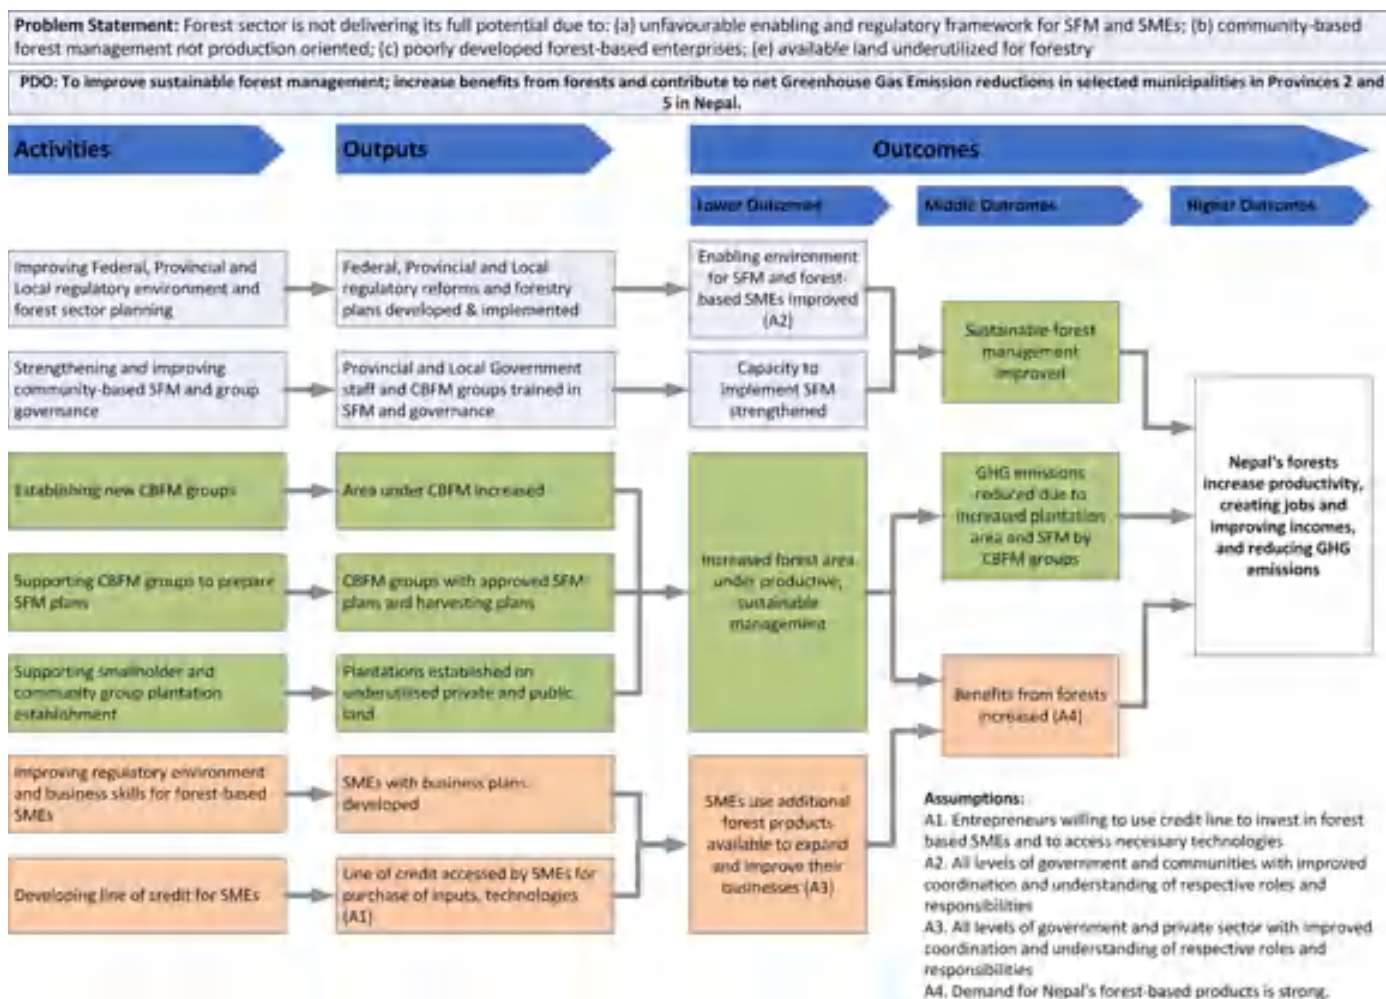 Problem Statement: Forest sector is not delivering its full potential due to: (a) unfavourable enabling and regulatory framework for SFM and SMEs; (b) community-based
forest management not production oriented; (c) poorly developed forest-based enterprises; (e) available land underutilized for forestry
PDO: To improve sustainable forest management; increase benefits from forests and contribute to net Greenhouse Gas Emission reductions in selected municipalities in Provinces 2 and
5 in Nepal.
Activities
Outputs
Outcomes
Lower Outcomes
Middle Outcomes
Higher Outcomes
Improving Federal, Provincial and
Local regulatory environment and
forest sector planning
Federal, Provincial and Local
regulatory reforms and forestry
plans developed & implemented
Enabling environment
for SFM and forest-
based SMEs improved
(A2)
Sustainable forest
management
improved
Strengthening and improving
community-based SFM and group
governance
Provincial and Local Government
staff and CBFM groups trained in
SFM and governance
Capacity to
implement SFM
strengthened
Establishing new CBFM groups
Area under CBFM increased
Supporting CBFM groups to prepare
SFM plans
CBFM groups with approved SFM
plans and harvesting plans
Supporting smallholder and
community group plantation
establishment
Plantations established on
underutilised private and public
land
Increased forest area
under productive,
sustainable
management
GHG emissions
reduced due to
increased plantation
area and SFM by
CBFM groups
Nepal's forests
increase productivity,
creating jobs and
improving incomes,
and reducing GHG
emissions
Benefits from forests
increased (A4)
Improving regulatory environment
and business skills for forest-based
SMEs
SMEs with business plans
developed
Developing line of credit for SMEs
Line of credit accessed by SMEs for
purchase of inputs, technologies
(A1)
SMEs use additional
forest products
available to expand
and improve their
businesses (A3)
Assumptions:
A1. Entrepreneurs willing to use credit line to invest in forest
based SMEs and to access necessary technologies
A2. All levels of government and communities with improved
coordination and understanding of respective roles and
responsibilities
A3. All levels of government and private sector with improved
coordination and understanding of respective roles and
responsibilities
A4. Demand for Nepal's forest-based products is strong.